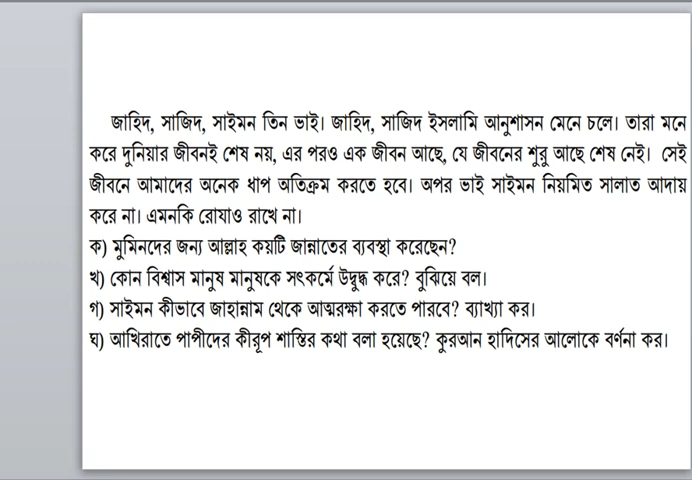 জাহিদ, সাজিদ, সাইমন তিন ভাই। জাহিদ, সাজিদ ইসলামি আনুশাসন মেনে চলে। তারা মনে
করে দুনিয়ার জীবনই শেষ নয়, এর পরও এক জীবন আছে, যে জীবনের শুরু আছে শেষ নেই। সেই
জীবনে আমাদের অনেক ধাপ অতিক্রম করতে হবে। অপর ভাই সাইমন নিয়মিত সালাত আদায়
করে না। এমনকি রোযাও রাখে না।
ক) মুমিনদের জন্য আল্লাহ কয়টি জান্নাতের ব্যবস্থা করেছেন?
খ) কোন বিশ্বাস মানুষ মানুষকে সৎকর্মে উদ্বুদ্ধ করে? বুঝিয়ে বল।
গ) সাইমন কীভাবে জাহান্নাম থেকে আত্মরক্ষা করতে পারবে? ব্যাখ্যা কর।
ঘ) আখিরাতে পাপীদের কীরূপ শাস্তির কথা বলা হয়েছে? কুরআন হাদিসের আলোকে বর্ণনা কর।